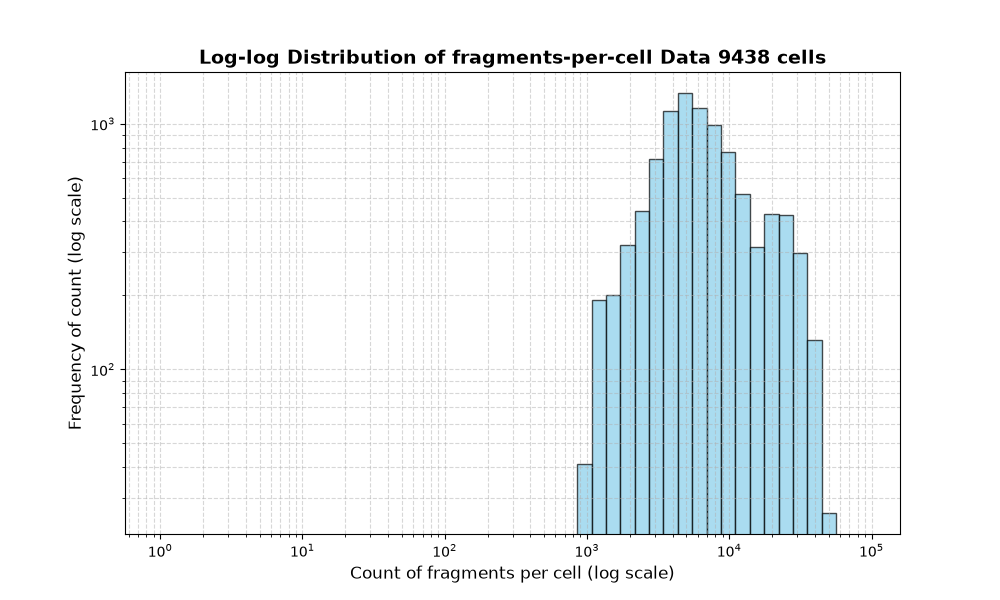 Log-log Distribution of fragments-per-cell Data 9438 cells
Frequency of count (log scale)
10³
10²
10⁰ 10¹ 10² 10³ 10⁴ 10⁵
Count of fragments per cell (log scale)